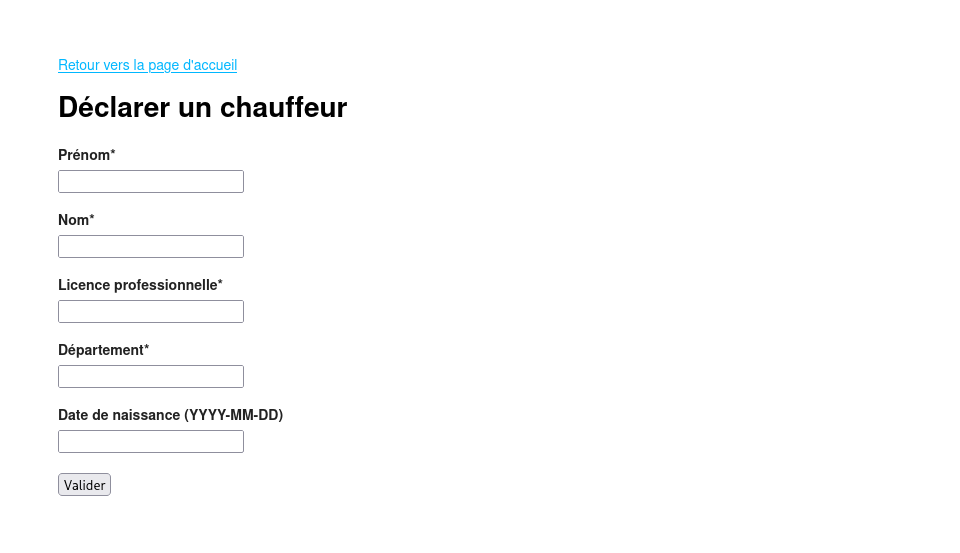 Retour vers la page d'accueil
Déclarer un chauffeur
Prénom*
Nom*
Licence professionnelle*
Département*
Date de naissance (YYYY-MM-DD)
Valider